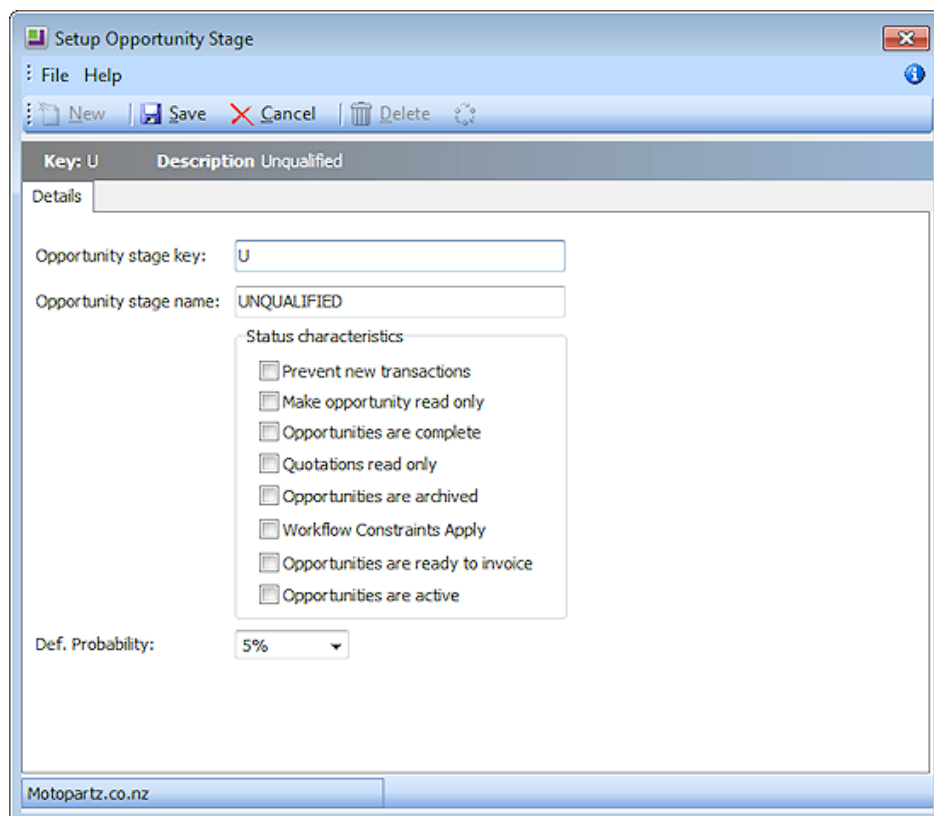 Setup Opportunity Stage
File Help
New Save Cancel Delete
Key: U Description Unqualified
Details
Opportunity stage key: U
Opportunity stage name: UNQUALIFIED
Status characteristics
Prevent new transactions
Make opportunity read only
Opportunities are complete
Quotations read only
Opportunities are archived
Workflow Constraints Apply
Opportunities are ready to invoice
Opportunities are active
Def. Probability: 5%
Motopartz.co.nz